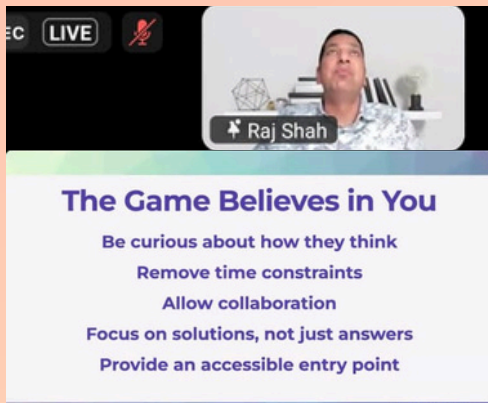 EC LIVE
Raj Shah
The Game Believes in You
Be curious about how they think
Remove time constraints
Allow collaboration
Focus on solutions, not just answers
Provide an accessible entry point